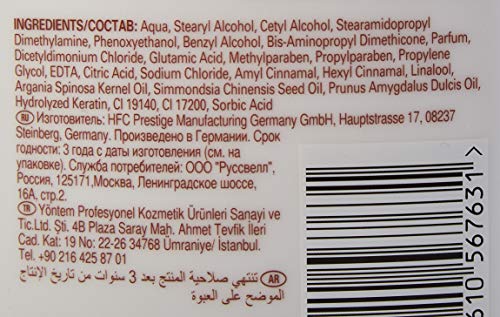 INGREDIENTS/СОСТАВ: Aqua, Stearyl Alcohol, Cetyl Alcohol, Stearamidopropyl
Dimethylamine, Phenoxyethanol, Benzyl Alcohol, Bis-Aminopropyl Dimethicone, Parfum,
Dicetyldimonium Chloride, Glutamic Acid, Methylparaben, Propylparaben, Propylene
Glycol, EDTA, Citric Acid, Sodium Chloride, Amyl Cinnamal, Hexyl Cinnamal, Linalool,
Argania Spinosa Kernel Oil, Simmondsia Chinensis Seed Oil, Prunus Amygdalus Dulcis Oil,
Hydrolyzed Keratin, CI 19140, CI 17200, Sorbic Acid
RU Изготовитель: HFC Prestige Manufacturing Germany GmbH, Hauptstrasse 17, 08237
Steinberg, Germany. Произведено в Германии. Срок
годности: 3 года с даты изготовления (см. на
упаковке). Служба потребителей: ООО "Руссвелл",
Россия, 125171,Москва, Ленинградское шоссе,
16А, стр.2.
TR Yöntem Profesyonel Kozmetik Ürünleri Sanayi ve
Tic.Ltd. Şti. 4B Plaza Saray Mah. Ahmet Tevfik İleri
Cad. Kat: 19 No: 22-26 34768 Ümraniye/ İstanbul.
Tel. +90 216 425 87 01
AR تنتهي صلاحية المنتج بعد 3 سنوات من تاريخ الإنتاج
الموضح على العبوة
610 567631 >